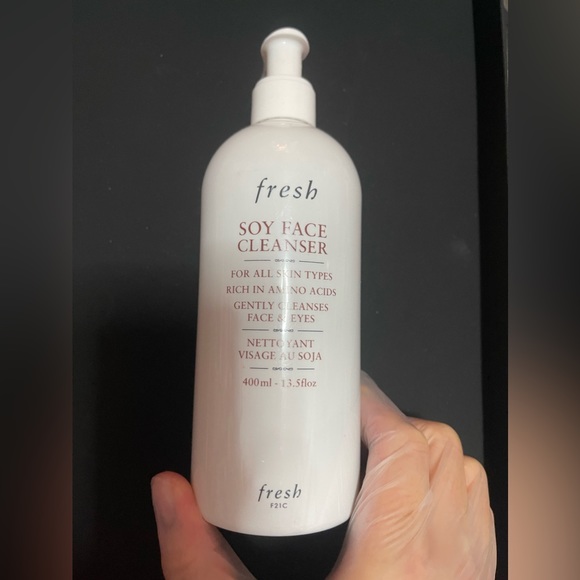 fresh
SOY FACE
CLEANSER
FOR ALL SKIN TYPES
RICH IN AMINO ACIDS
GENTLY CLEANSES
FACE & EYES
NETTOYANT
VISAGE AU SOJA
400ml - 13.5floz
fresh
F21C